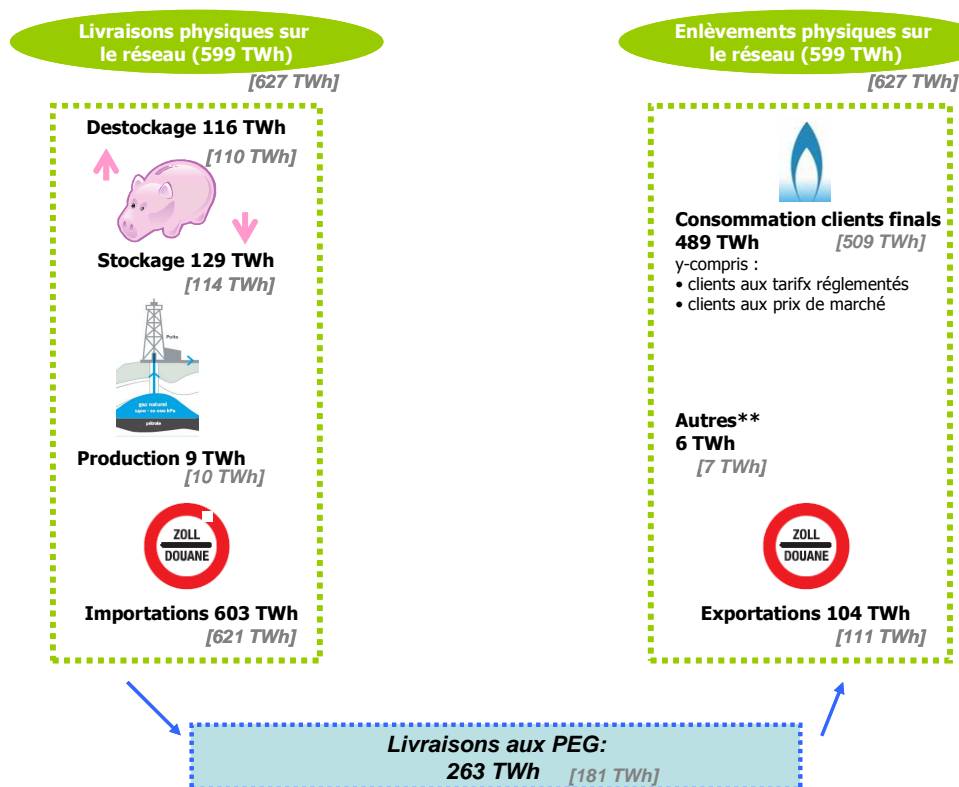 Livraisons physiques sur
le réseau (599 TWh)
[627 TWh]
Destockage 116 TWh
[110 TWh]
Stockage 129 TWh
[114 TWh]
Puits
gaz naturel
pétrole
Production 9 TWh
[10 TWh]
ZOLL
DOUANE
Importations 603 TWh
[621 TWh]
Enlèvements physiques sur
le réseau (599 TWh)
[627 TWh]
Consommation clients finals
489 TWh [509 TWh]
y-compris :
• clients aux tarifx réglementés
• clients aux prix de marché
Autres**
6 TWh
[7 TWh]
ZOLL
DOUANE
Exportations 104 TWh
[111 TWh]
Livraisons aux PEG:
263 TWh [181 TWh]